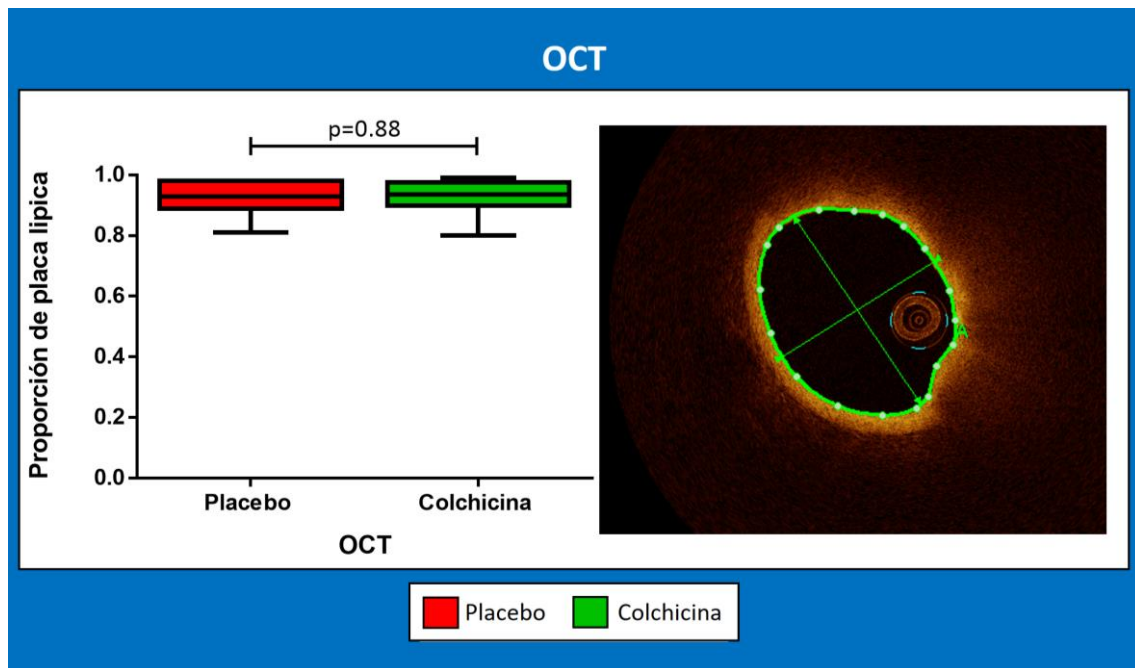 OCT
p=0.88
Proporción de placa lipica
1.0
0.8
0.6
0.4
0.2
0.0
Placebo
Colchicina
OCT
A
Placebo
Colchicina